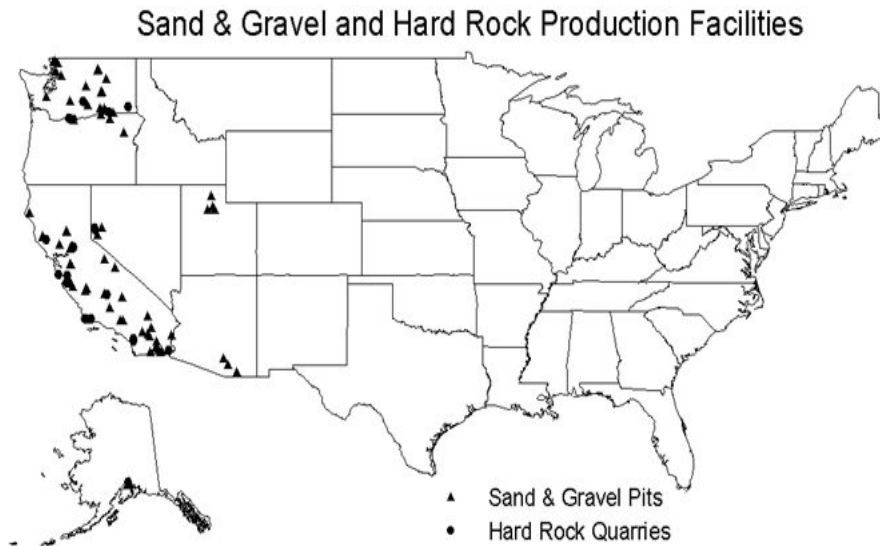 Sand & Gravel and Hard Rock Production Facilities
Sand & Gravel Pits
Hard Rock Quarries